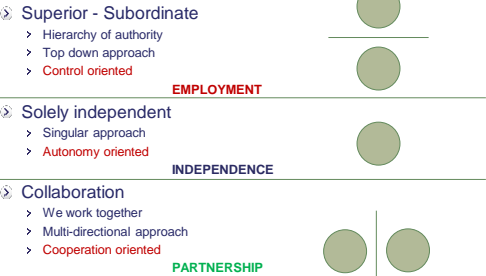 Superior - Subordinate
Hierarchy of authority
Top down approach
Control oriented
EMPLOYMENT
Solely independent
Singular approach
Autonomy oriented
INDEPENDENCE
Collaboration
We work together
Multi-directional approach
Cooperation oriented
PARTNERSHIP